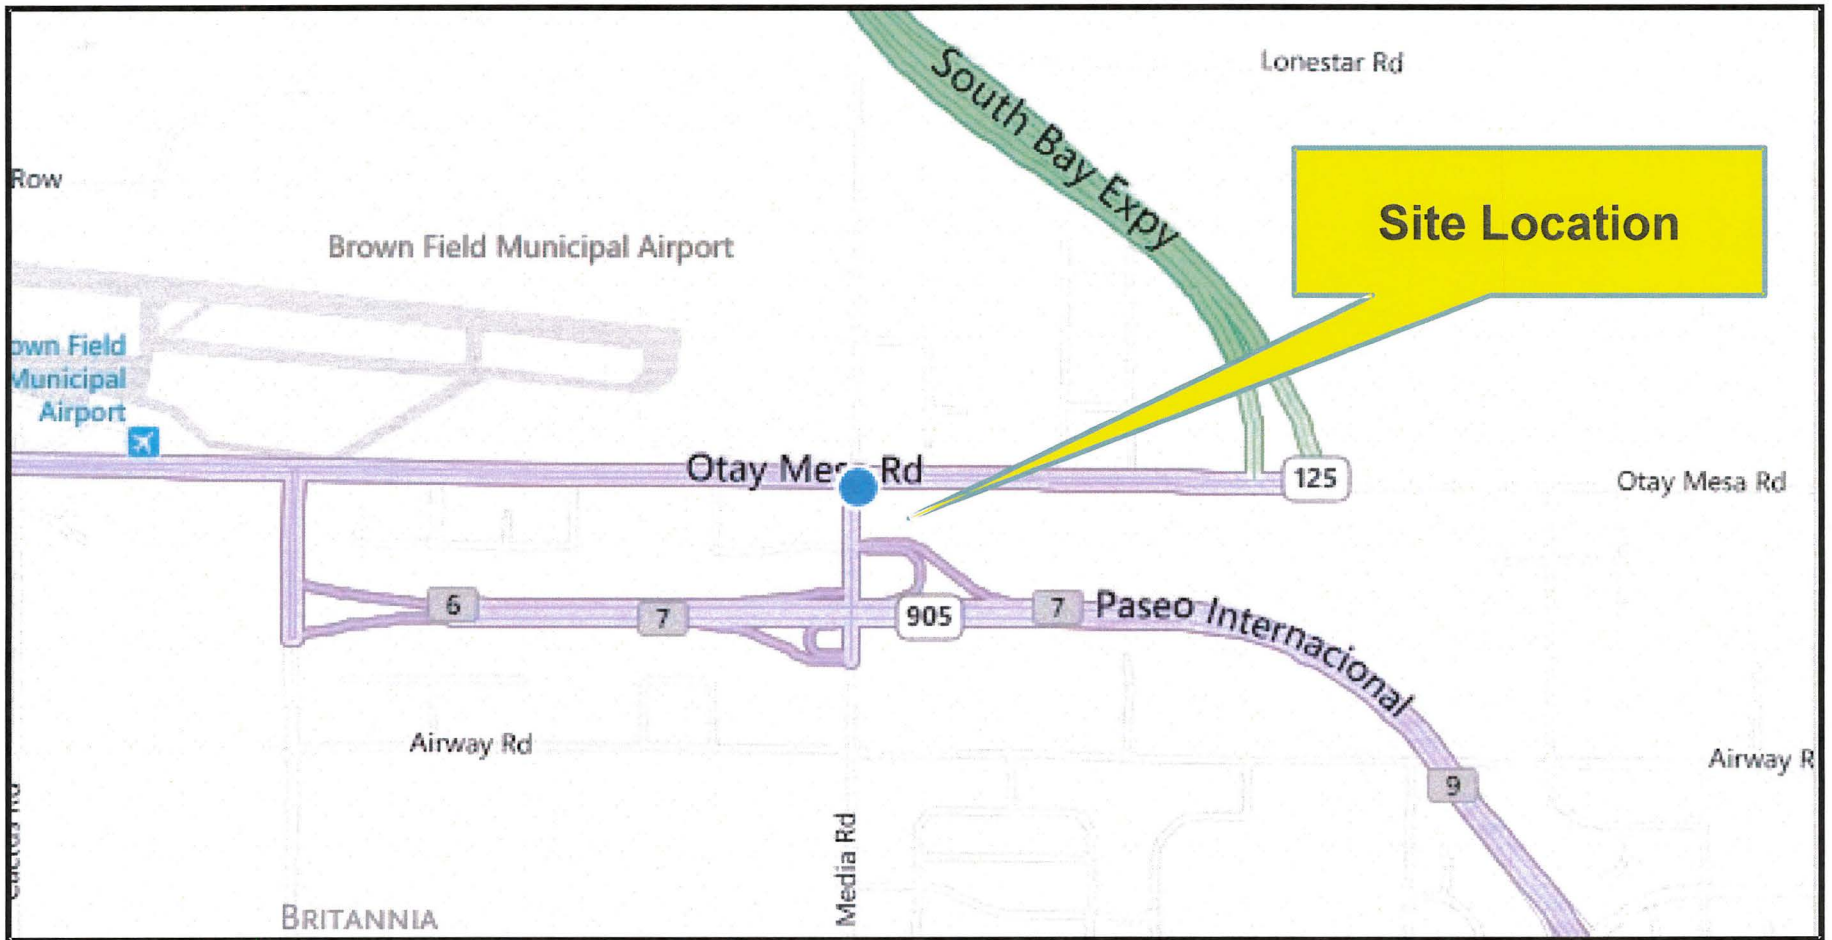 Lonestar Rd
South Bay Expy
Row
Site Location
Brown Field Municipal Airport
own Field
Municipal
Airport
Otay Mesa Rd
125
Otay Mesa Rd
6
7
905
7
Paseo Internacional
Airway Rd
Airway R
9
Media Rd
BRITANNIA